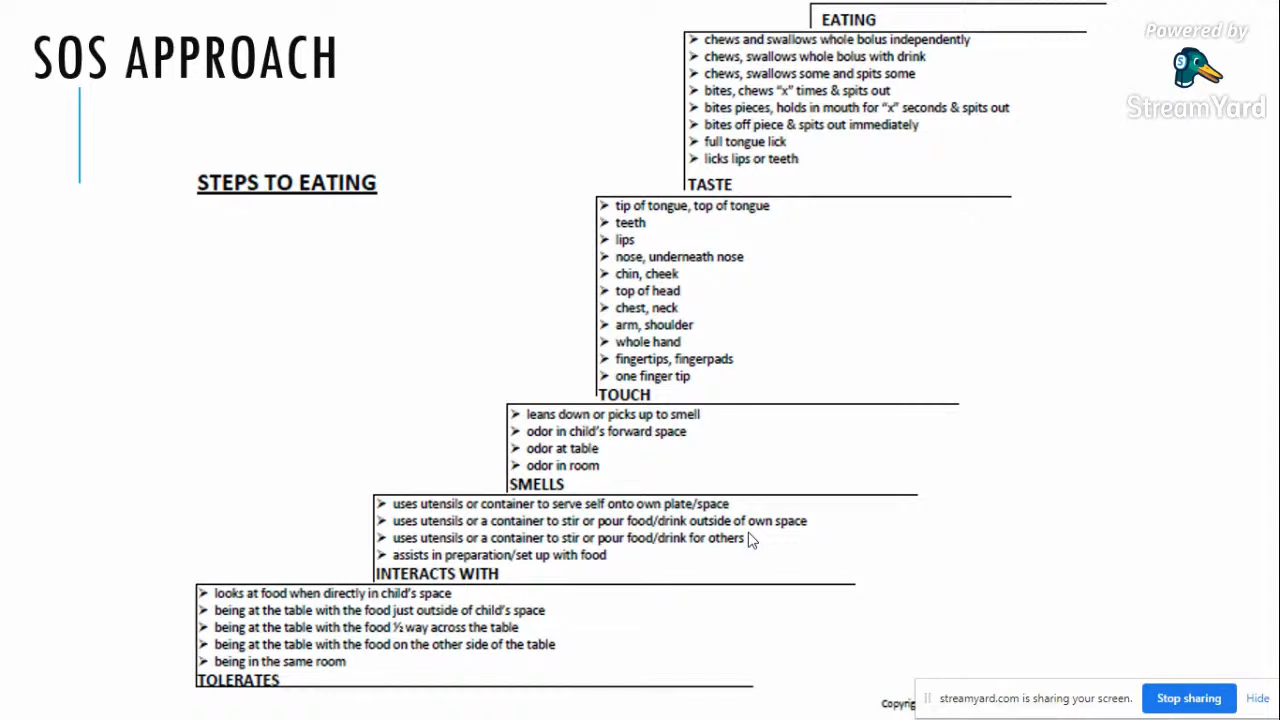 SOS APPROACH
Powered by
StreamYard
STEPS TO EATING
EATING
➢ chews and swallows whole bolus independently
➢ chews, swallows whole bolus with drink
➢ chews, swallows some and spits some
➢ bites, chews “x” times & spits out
➢ bites pieces, holds in mouth for “x” seconds & spits out
➢ bites off piece & spits out immediately
➢ full tongue lick
➢ licks lips or teeth
TASTE
➢ tip of tongue, top of tongue
➢ teeth
➢ lips
➢ nose, underneath nose
➢ chin, cheek
➢ top of head
➢ chest, neck
➢ arm, shoulder
➢ whole hand
➢ fingertips, fingerpads
➢ one finger tip
TOUCH
➢ leans down or picks up to smell
➢ odor in child’s forward space
➢ odor at table
➢ odor in room
SMELLS
➢ uses utensils or container to serve self onto own plate/space
➢ uses utensils or a container to stir or pour food/drink outside of own space
➢ uses utensils or a container to stir or pour food/drink for others
➢ assists in preparation/set up with food
INTERACTS WITH
➢ looks at food when directly in child’s space
➢ being at the table with the food just outside of child’s space
➢ being at the table with the food ½ way across the table
➢ being at the table with the food on the other side of the table
➢ being in the same room
TOLERATES
Copyrig
streamyard.com is sharing your screen.
Stop sharing
Hide